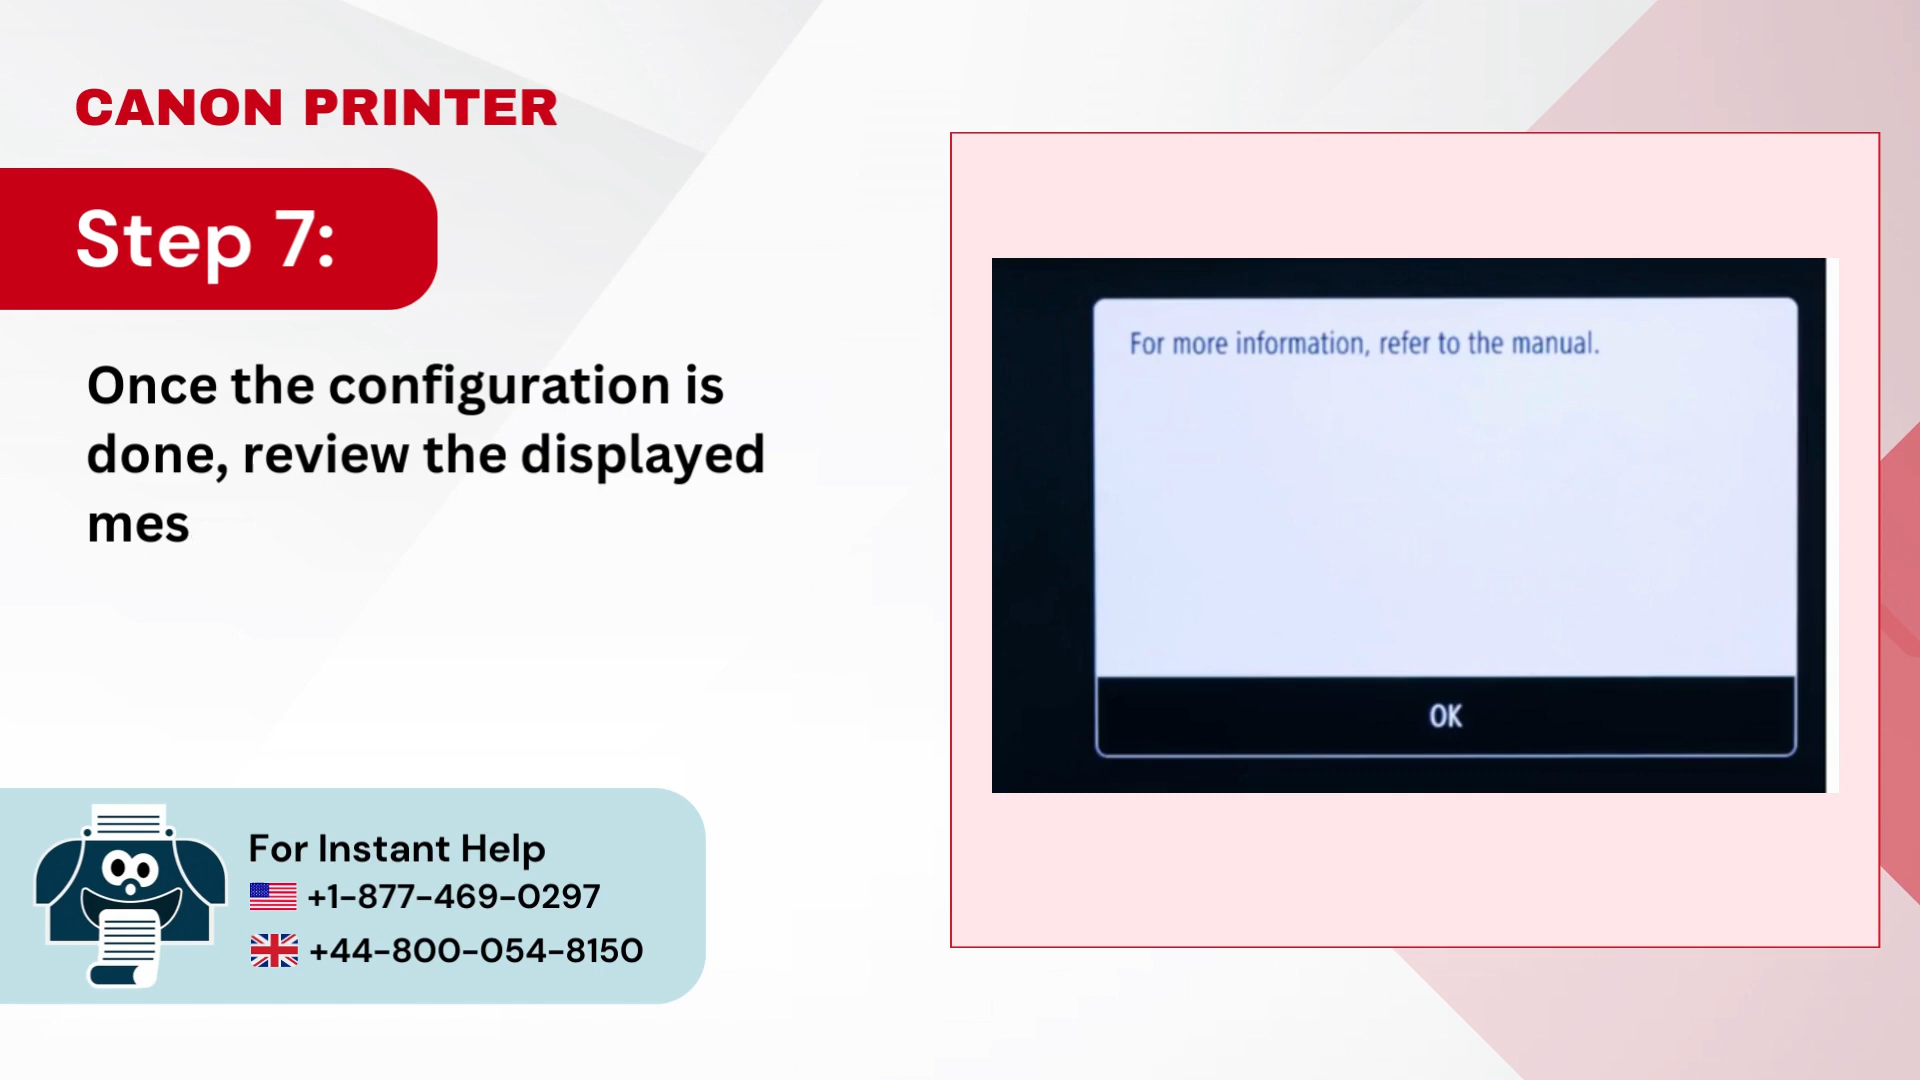 CANON PRINTER
Step 7:
Once the configuration is
done, review the displayed
mes
For more information, refer to the manual.
OK
For Instant Help
+1-877-469-0297
+44-800-054-8150